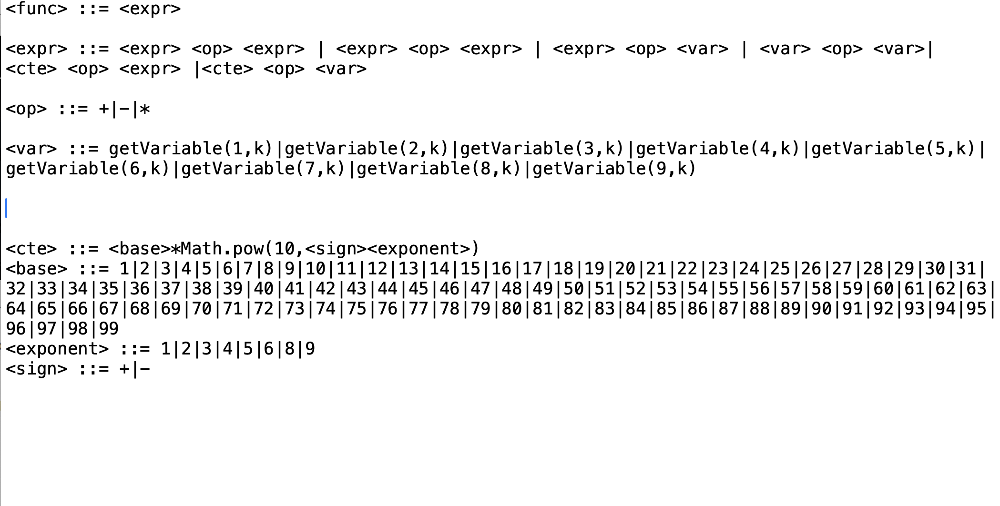 <func> ::= <expr>
<expr> ::= <expr> <op> <expr> | <expr> <op> <expr> | <expr> <op> <var> | <var> <op> <var>|
<cte> <op> <expr> |<cte> <op> <var>
<op> ::= +|-|*
<var> ::= getVariable(1,k)|getVariable(2,k)|getVariable(3,k)|getVariable(4,k)|getVariable(5,k)|
getVariable(6,k)|getVariable(7,k)|getVariable(8,k)|getVariable(9,k)
<cte> ::= <base>*Math.pow(10,<sign><exponent>)
<base> ::= 1|2|3|4|5|6|7|8|9|10|11|12|13|14|15|16|17|18|19|20|21|22|23|24|25|26|27|28|29|30|31|
32|33|34|35|36|37|38|39|40|41|42|43|44|45|46|47|48|49|50|51|52|53|54|55|56|57|58|59|60|61|62|63|
64|65|66|67|68|69|70|71|72|73|74|75|76|77|78|79|80|81|82|83|84|85|86|87|88|89|90|91|92|93|94|95|
96|97|98|99
<exponent> ::= 1|2|3|4|5|6|8|9
<sign> ::= +|-